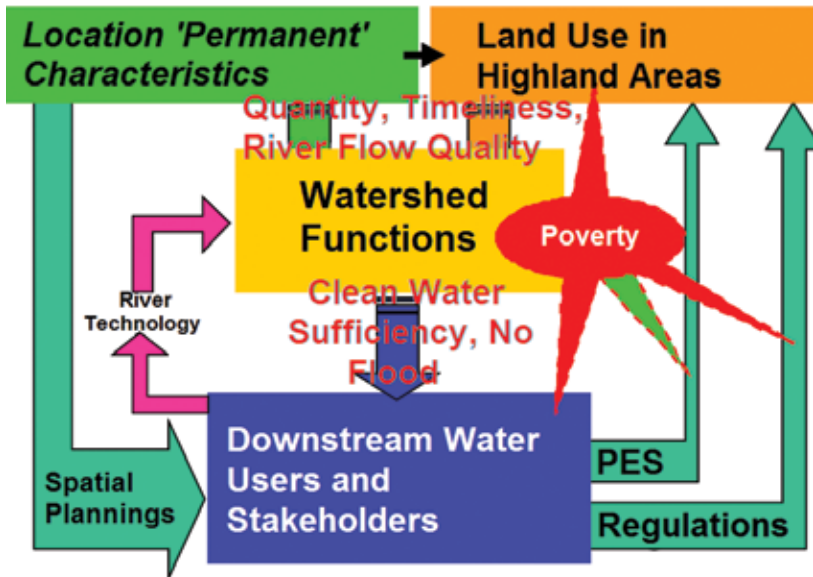 Location 'Permanent'
Characteristics
Land Use in
Highland Areas
Quantity, Timeliness,
River Flow Quality
Watershed
Functions
Poverty
River
Technology
Clean Water
Sufficiency, No
Flood
Downstream Water
Users and
Stakeholders
Spatial
Plannings
PES
Regulations